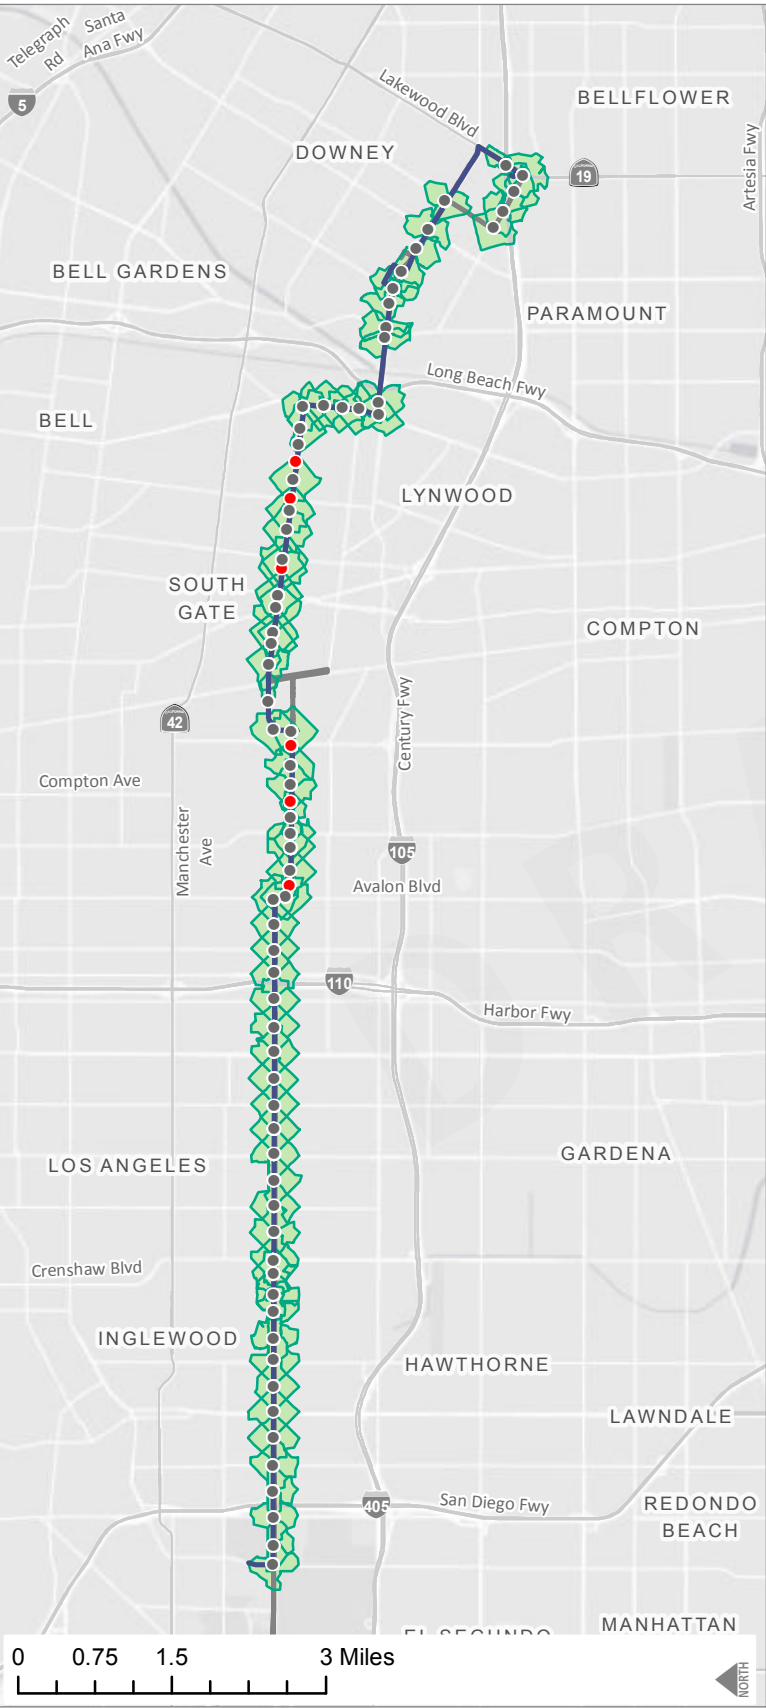 Santa
Ana Fwy
Telegraph
Rd
5
BELLFLOWER
Lakewood Blvd
DOWNEY
19
Artesia Fwy
BELL GARDENS
PARAMOUNT
Long Beach Fwy
BELL
LYNWOOD
SOUTH
GATE
COMPTON
42
Century Fwy
Compton Ave
Manchester
Ave
105
Avalon Blvd
110
Harbor Fwy
GARDENA
LOS ANGELES
Crenshaw Blvd
INGLEWOOD
HAWTHORNE
LAWNDALE
405
San Diego Fwy
REDONDO
BEACH
EL SEGUNDO
MANHATTAN
0 0.75 1.5 3 Miles
NORTH